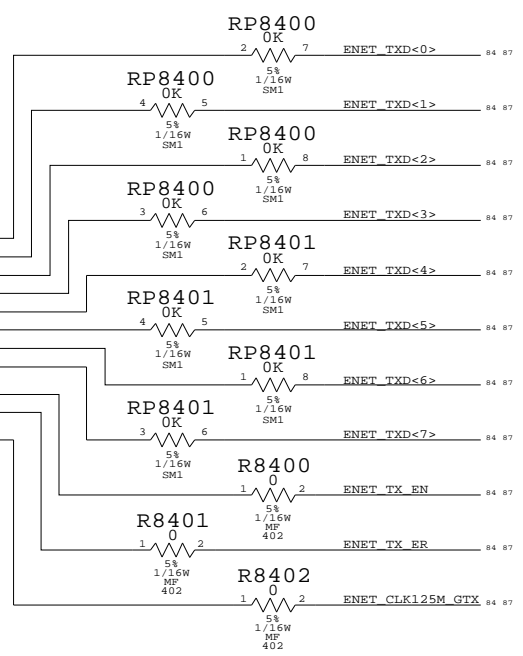 RP8400
0K
2 7 ENET_TXD<0> 84 87
5%
1/16W
SM1
RP8400
0K
4 5 ENET_TXD<1> 84 87
5%
1/16W
SM1
RP8400
0K
1 8 ENET_TXD<2> 84 87
5%
1/16W
SM1
RP8400
0K
3 6 ENET_TXD<3> 84 87
5%
1/16W
SM1
RP8401
0K
2 7 ENET_TXD<4> 84 87
5%
1/16W
SM1
RP8401
0K
4 5 ENET_TXD<5> 84 87
5%
1/16W
SM1
RP8401
0K
1 8 ENET_TXD<6> 84 87
5%
1/16W
SM1
RP8401
0K
3 6 ENET_TXD<7> 84 87
5%
1/16W
SM1
R8400
0
1 2 ENET_TX_EN 84 87
5%
1/16W
MF
402
R8401
0
1 2 ENET_TX_ER 84 87
5%
1/16W
MF
402
R8402
0
1 2 ENET_CLK125M_GTX 84 87
5%
1/16W
MF
402